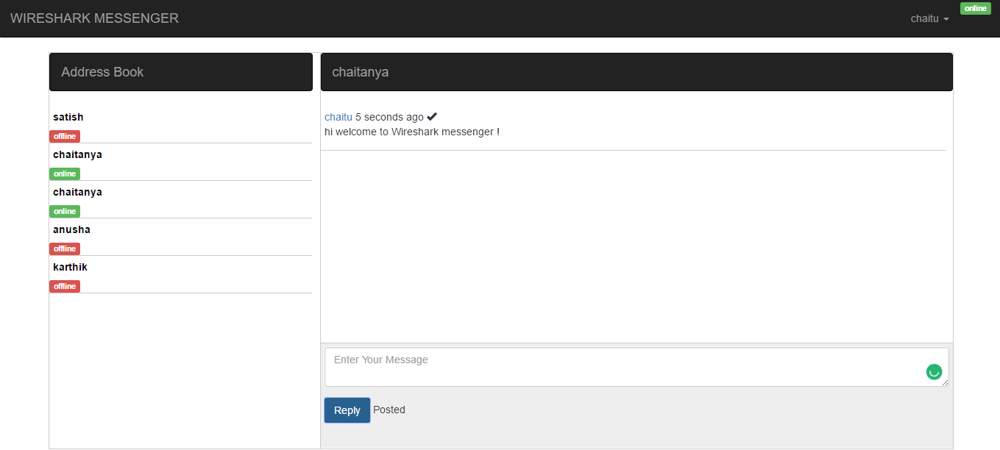 WIRESHARK MESSENGER
chaitu
online
Address Book
satish
offline
chaitanya
online
chaitanya
online
anusha
offline
karthik
offline
chaitanya
chaitu 5 seconds ago
hi welcome to Wireshark messenger !
Enter Your Message
Reply Posted